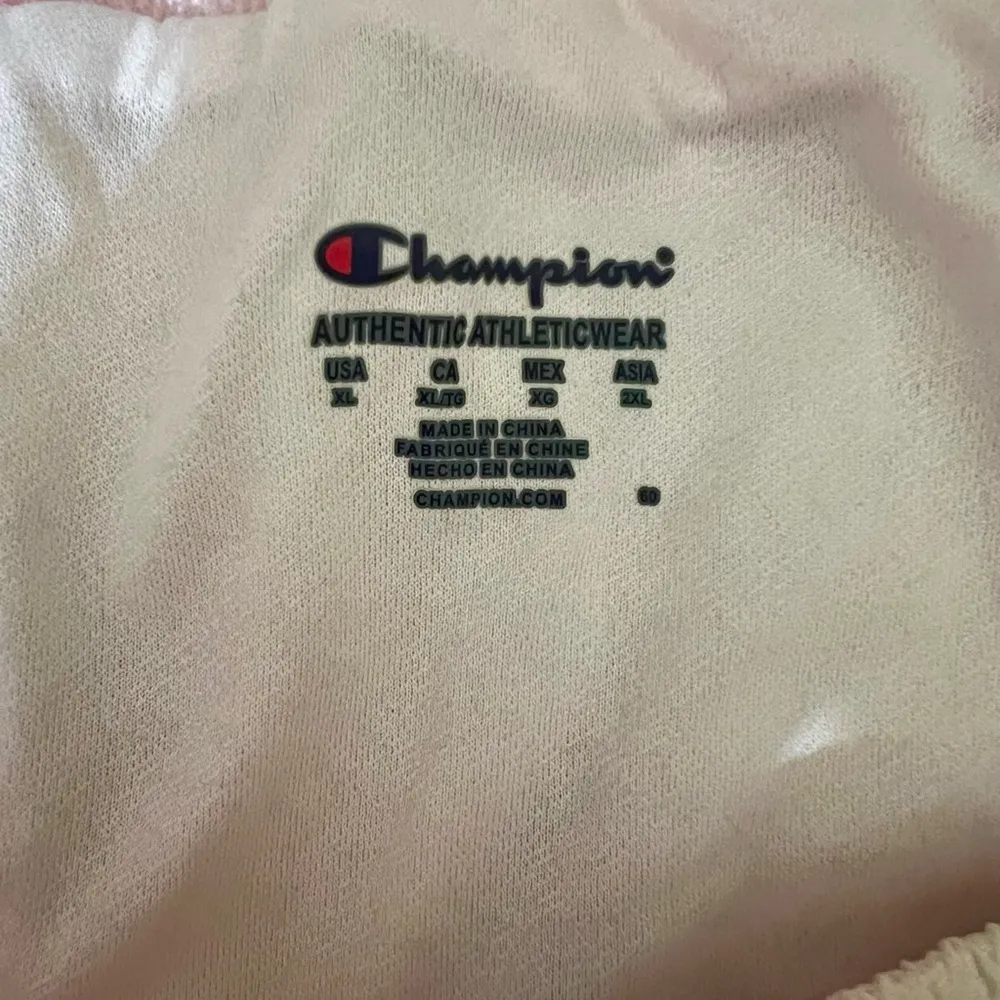 Champion
AUTHENTIC ATHLETICWEAR
USA CA MEX ASIA
XL XL/TG XG 2XL
MADE IN CHINA
FABRIQUÉ EN CHINE
HECHO EN CHINA
CHAMPION.COM 60